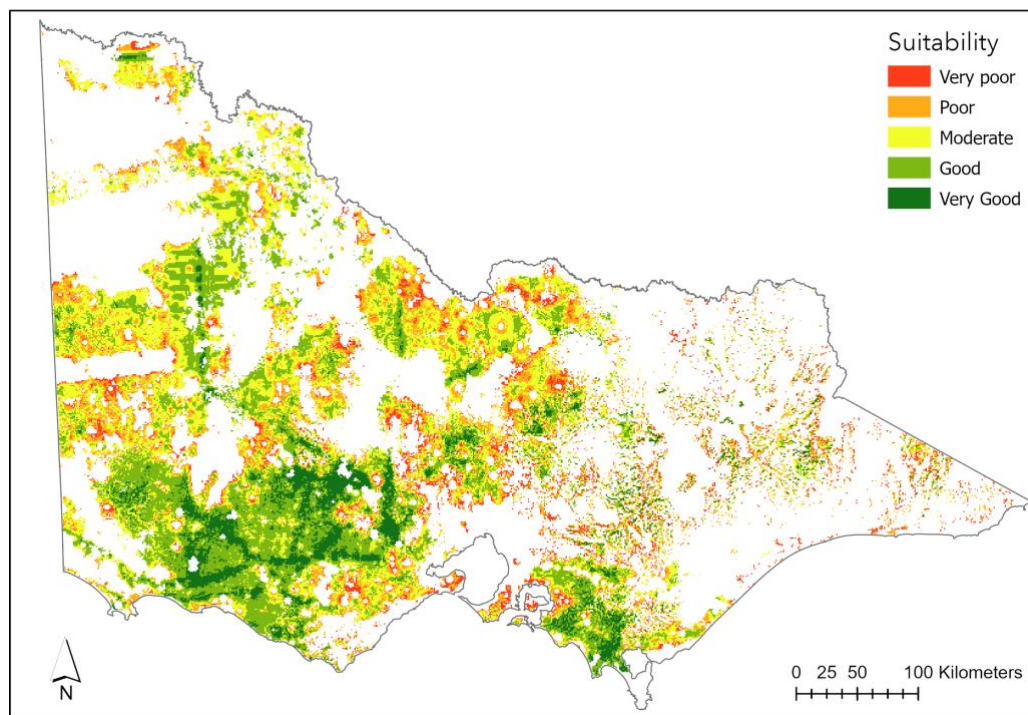 Suitability
Very poor
Poor
Moderate
Good
Very Good
N
0 25 50 100 Kilometers